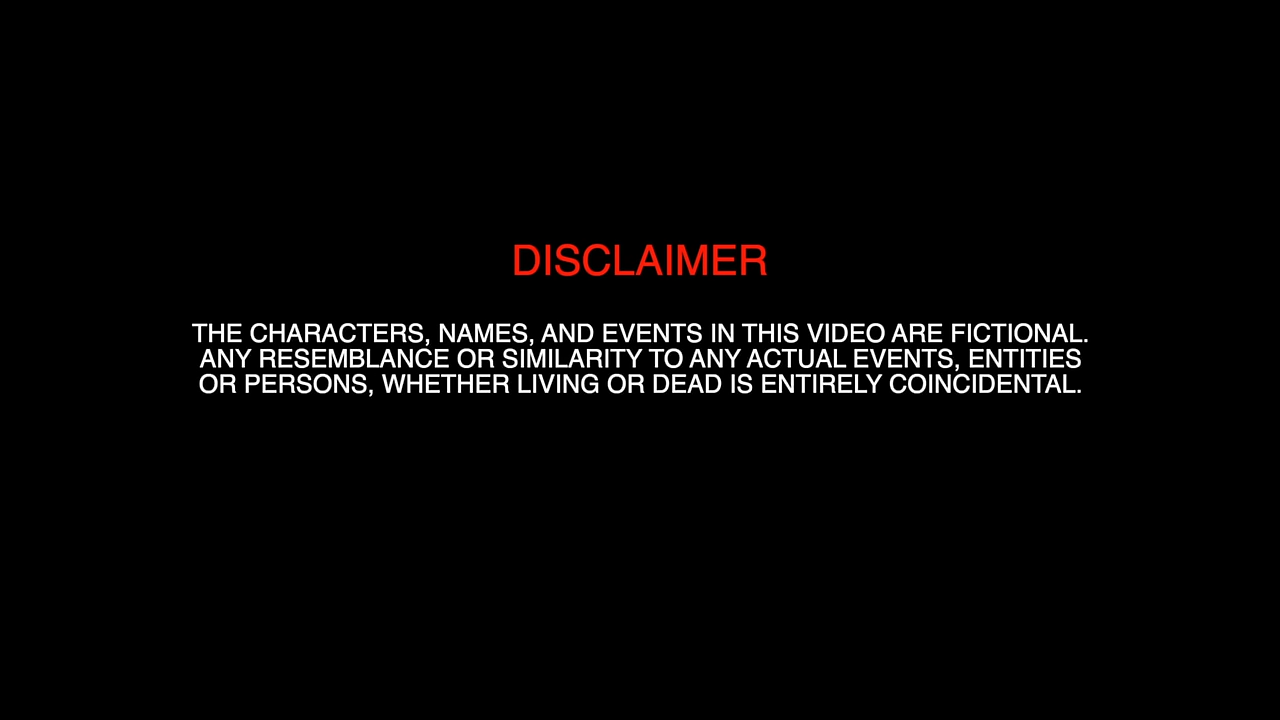 DISCLAIMER
THE CHARACTERS, NAMES, AND EVENTS IN THIS VIDEO ARE FICTIONAL.
ANY RESEMBLANCE OR SIMILARITY TO ANY ACTUAL EVENTS, ENTITIES
OR PERSONS, WHETHER LIVING OR DEAD IS ENTIRELY COINCIDENTAL.